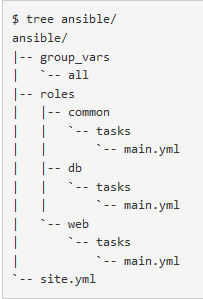 $ tree ansible/
ansible/
|-- group_vars
|   `-- all
|-- roles
|   |-- common
|   |   `-- tasks
|   |       `-- main.yml
|   |-- db
|   |   `-- tasks
|   |       `-- main.yml
|   `-- web
|       `-- tasks
|           `-- main.yml
`-- site.yml